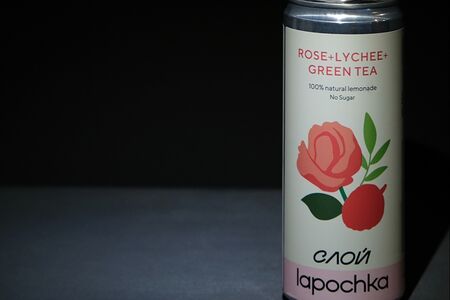 ROSE+LYCHEE+
GREEN TEA
100% natural lemonade
No Sugar
СЛОЙ
lapochka